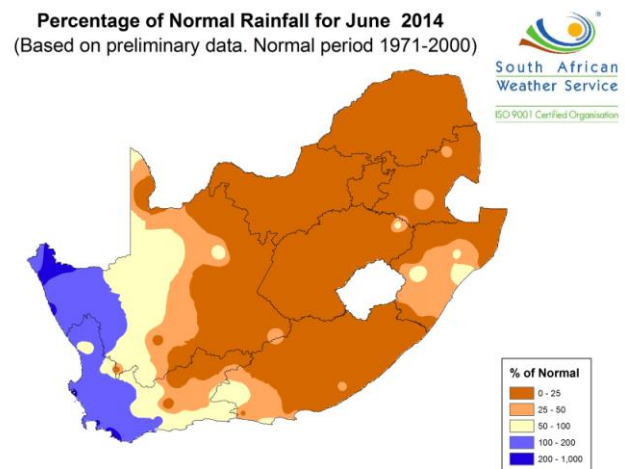 Percentage of Normal Rainfall for June 2014
(Based on preliminary data. Normal period 1971-2000)
South African
Weather Service
ISO 9001 Certified Organisation
% of Normal
0 - 25
25 - 50
50 - 100
100 - 200
200 - 1,000